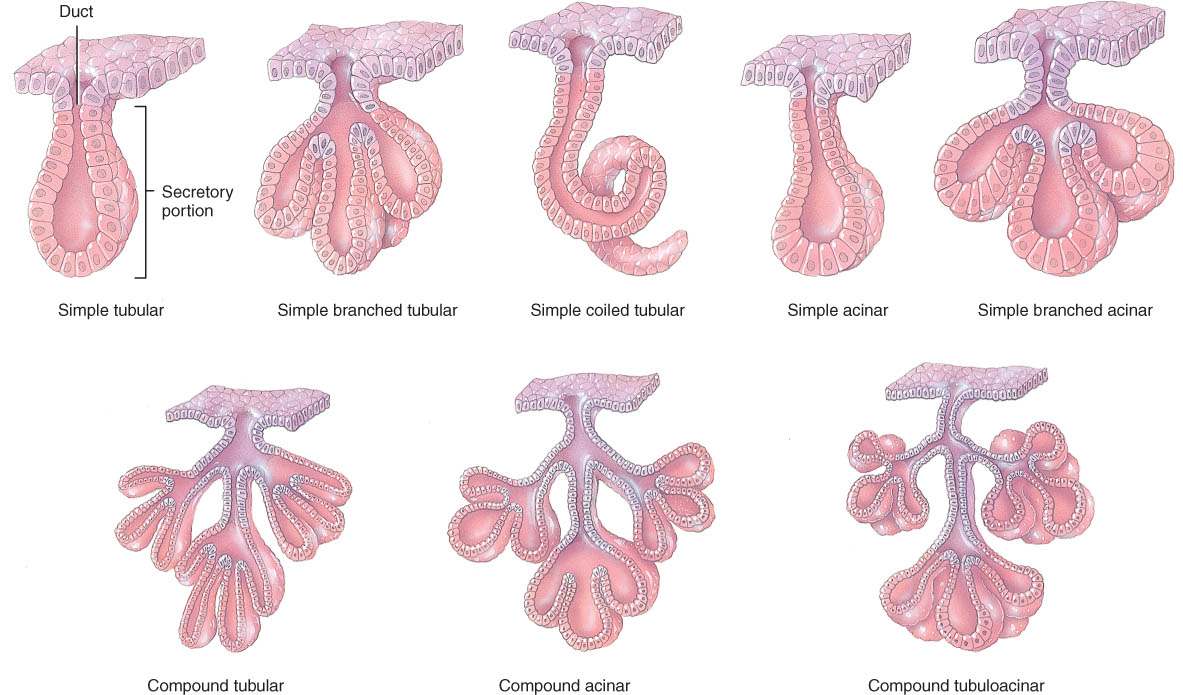 Duct
Secretory
portion
Simple tubular
Simple branched tubular
Simple coiled tubular
Simple acinar
Simple branched acinar
Compound tubular
Compound acinar
Compound tubuloacinar